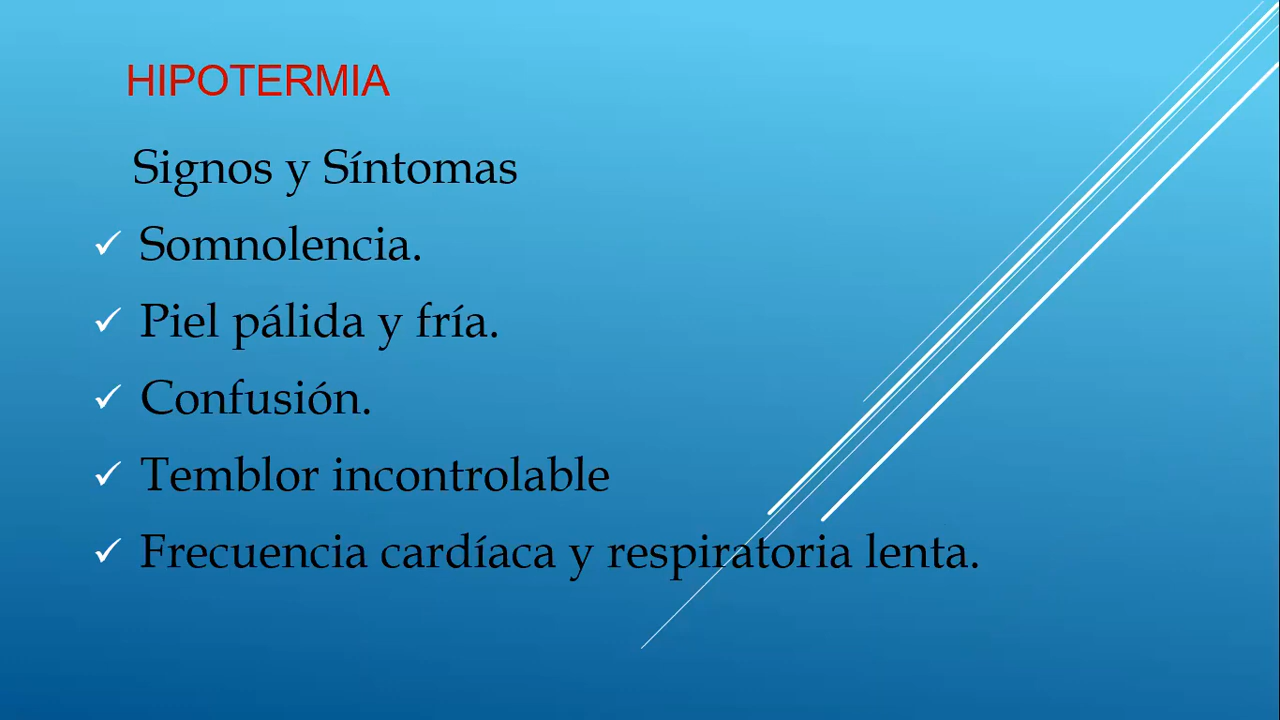 HIPOTERMIA
Signos y Síntomas
✓ Somnolencia.
✓ Piel pálida y fría.
✓ Confusión.
✓ Temblor incontrolable
✓ Frecuencia cardíaca y respiratoria lenta.